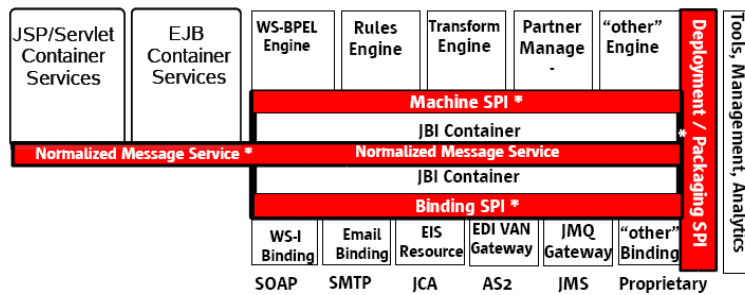 JSP/Servlet
Container
Services
EJB
Container
Services
WS-BPEL
Engine
Rules
Engine
Transform
Engine
Partner
Manage
-
“other”
Engine
Machine SPI *
JBI Container
*
Normalized Message Service *
Normalized Message Service
JBI Container
Binding SPI *
WS-I
Binding
Email
Binding
EIS
Resource
EDI VAN
Gateway
JMQ
Gateway
“other”
Binding
SOAP
SMTP
JCA
AS2
JMS
Proprietary
Deployment / Packaging SPI
Tools, Management, Analytics